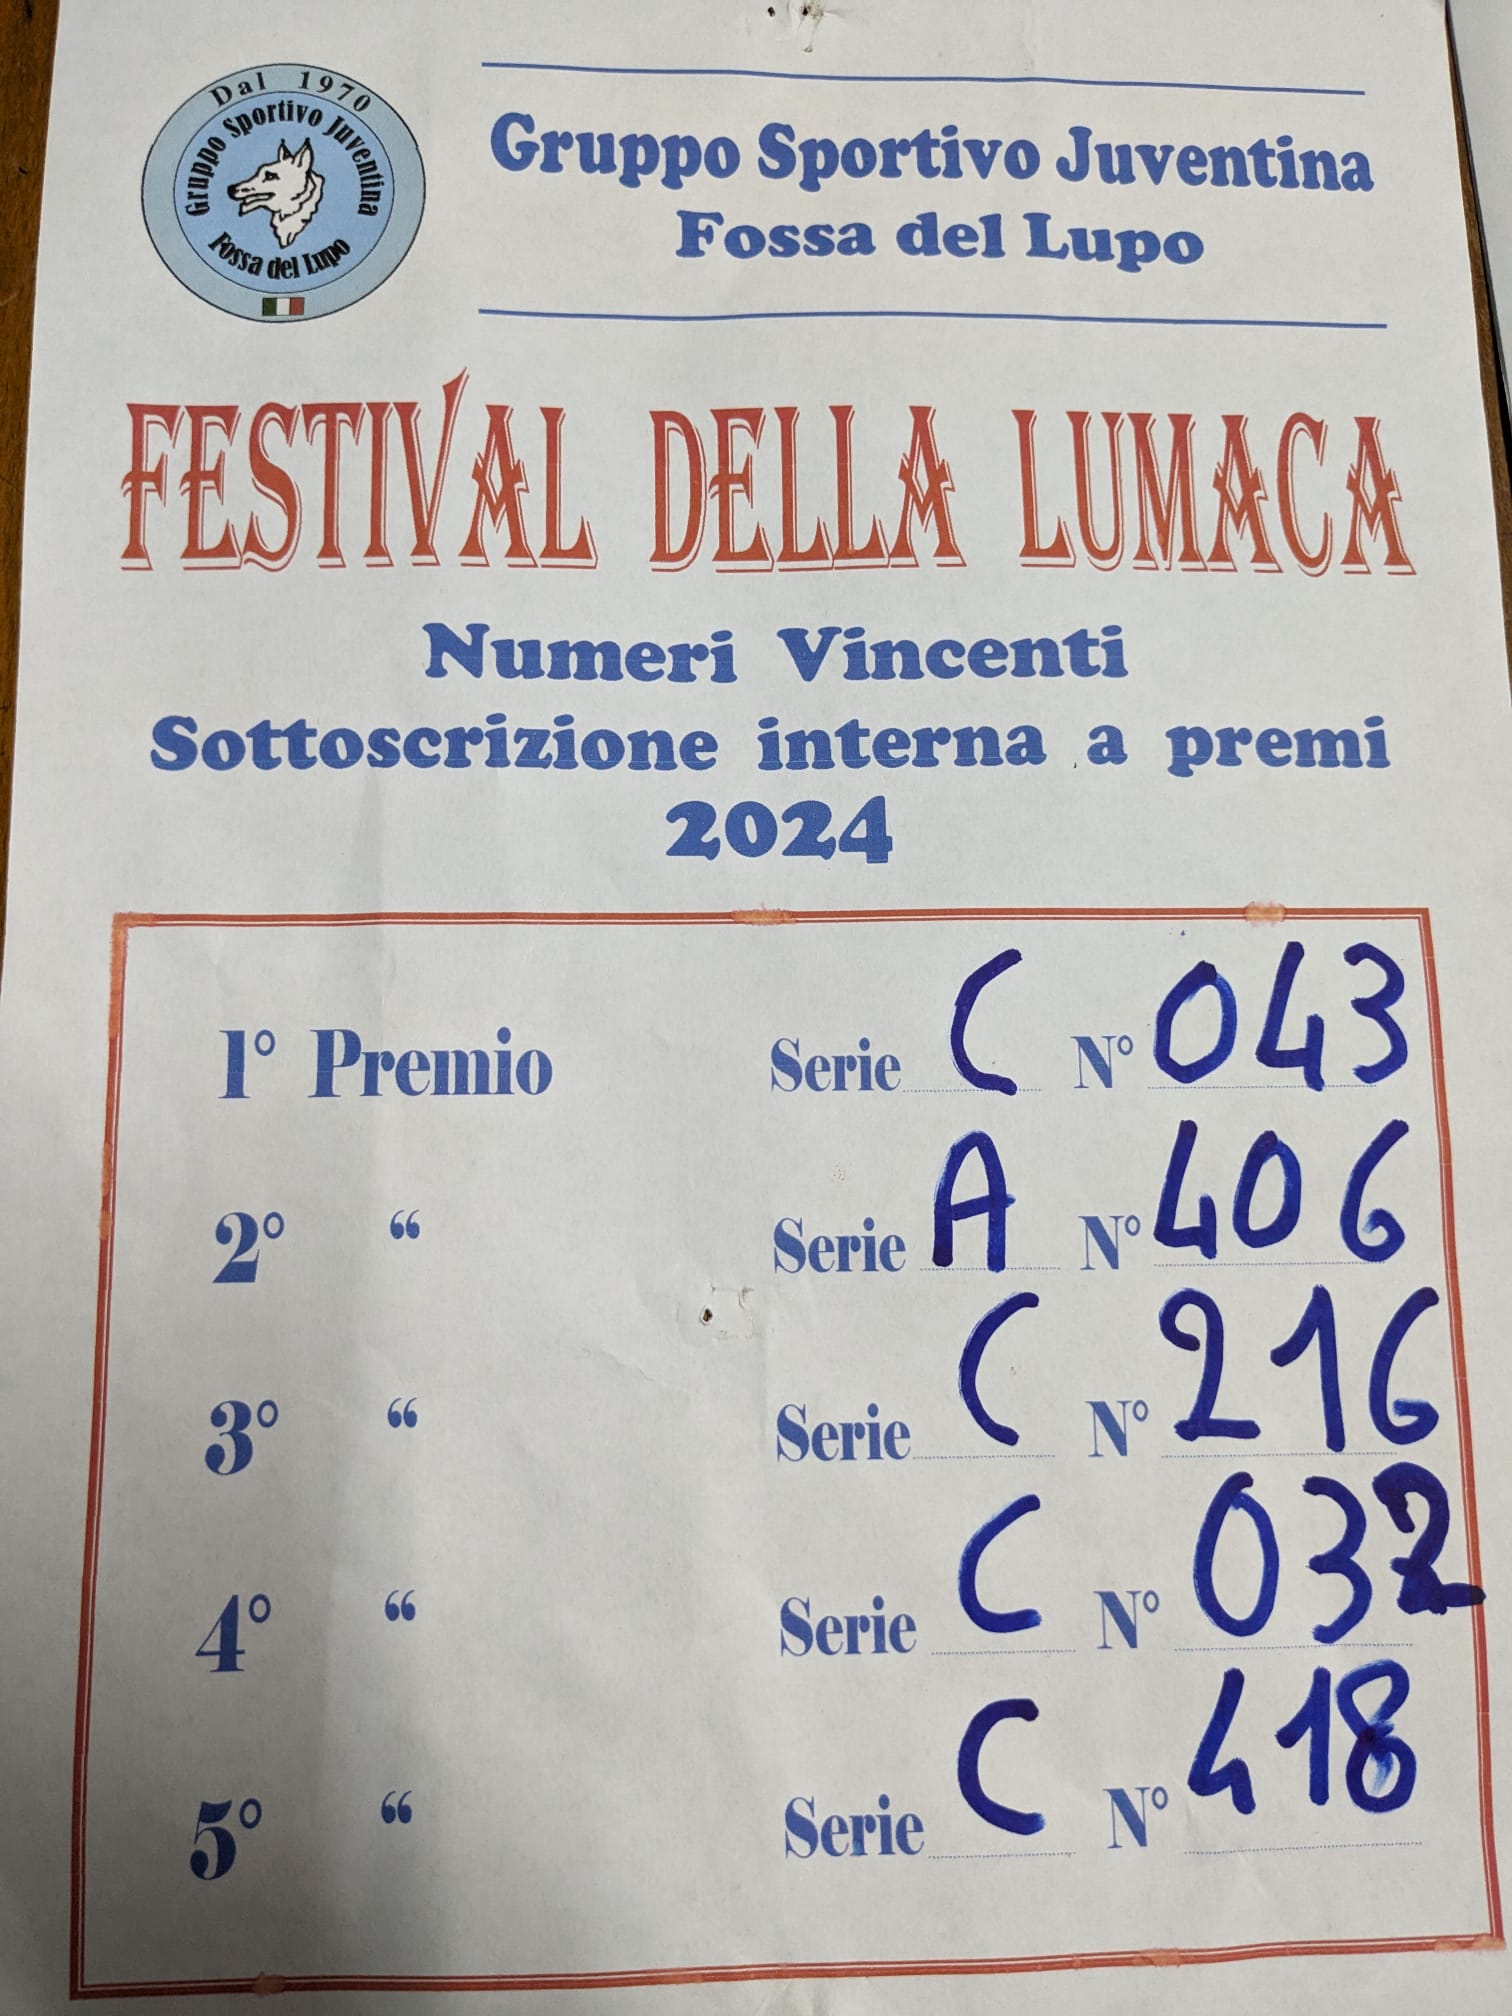 Dal 1970
Gruppo Sportivo Juventina
Fossa del Lupo
Gruppo Sportivo Juventina
Fossa del Lupo
FESTIVAL DELLA LUMACA
Numeri Vincenti
Sottoscrizione interna a premi
2024
1° Premio Serie C N° 043
2° “ Serie A N° 406
3° “ Serie C N° 216
4° “ Serie C N° 032
5° “ Serie C N° 418